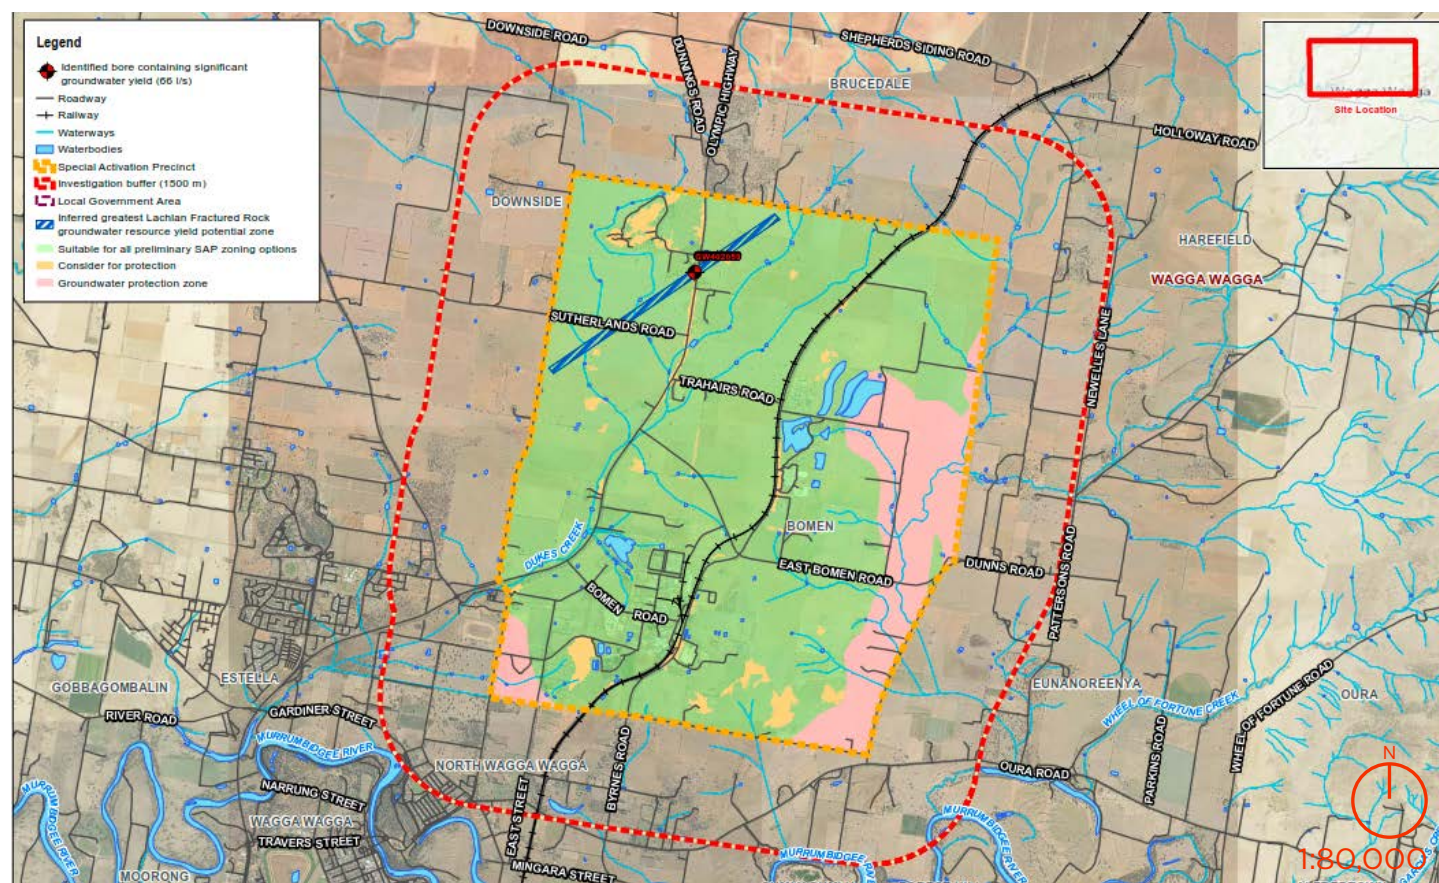 Legend
Identified bore containing significant
groundwater yield (66 l/s)
Roadway
Railway
Waterways
Waterbodies
Special Activation Precinct
Investigation buffer (1500 m)
Local Government Area
Inferred greatest Lachlan Fractured Rock
groundwater resource yield potential zone
Suitable for all preliminary SAP zoning options
Consider for protection
Groundwater protection zone
DOWNSIDE ROAD
DUNNINGS ROAD
OLYMPIC HIGHWAY
SHEPHERDS SIDING ROAD
BRUCEDALE
HOLLOWAY ROAD
Wagga Wagga
Site Location
DOWNSIDE
HAREFIELD
WAGGA WAGGA
SUTHERLANDS ROAD
TRAHAIRS ROAD
NEWELLES LANE
BOMEN
DUKES CREEK
EAST BOMEN ROAD
DUNNS ROAD
BOMEN ROAD
PATTERSONS ROAD
ESTELLA
GOBBAGOMBALIN
RIVER ROAD
GARDINER STREET
MURRUMBIDGEE RIVER
EUNANOREENYA
WHEEL OF FORTUNE CREEK
WHEEL OF FORTUNE ROAD
OURA
PARKINS ROAD
OURA ROAD
NORTH WAGGA WAGGA
BYRNES ROAD
EAST STREET
NARRUNG STREET
WAGGA WAGGA
TRAVERS STREET
MURRUMBIDGEE RIVER
MOORONG
MINGARA STREET
MURRUMBIDGEE RIVER
MURRUMBIDGEE
N
1:80,000